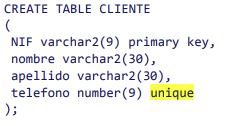 CREATE TABLE CLIENTE
(
NIF varchar2(9) primary key,
nombre varchar2(30),
apellido varchar2(30),
telefono number(9) unique
);